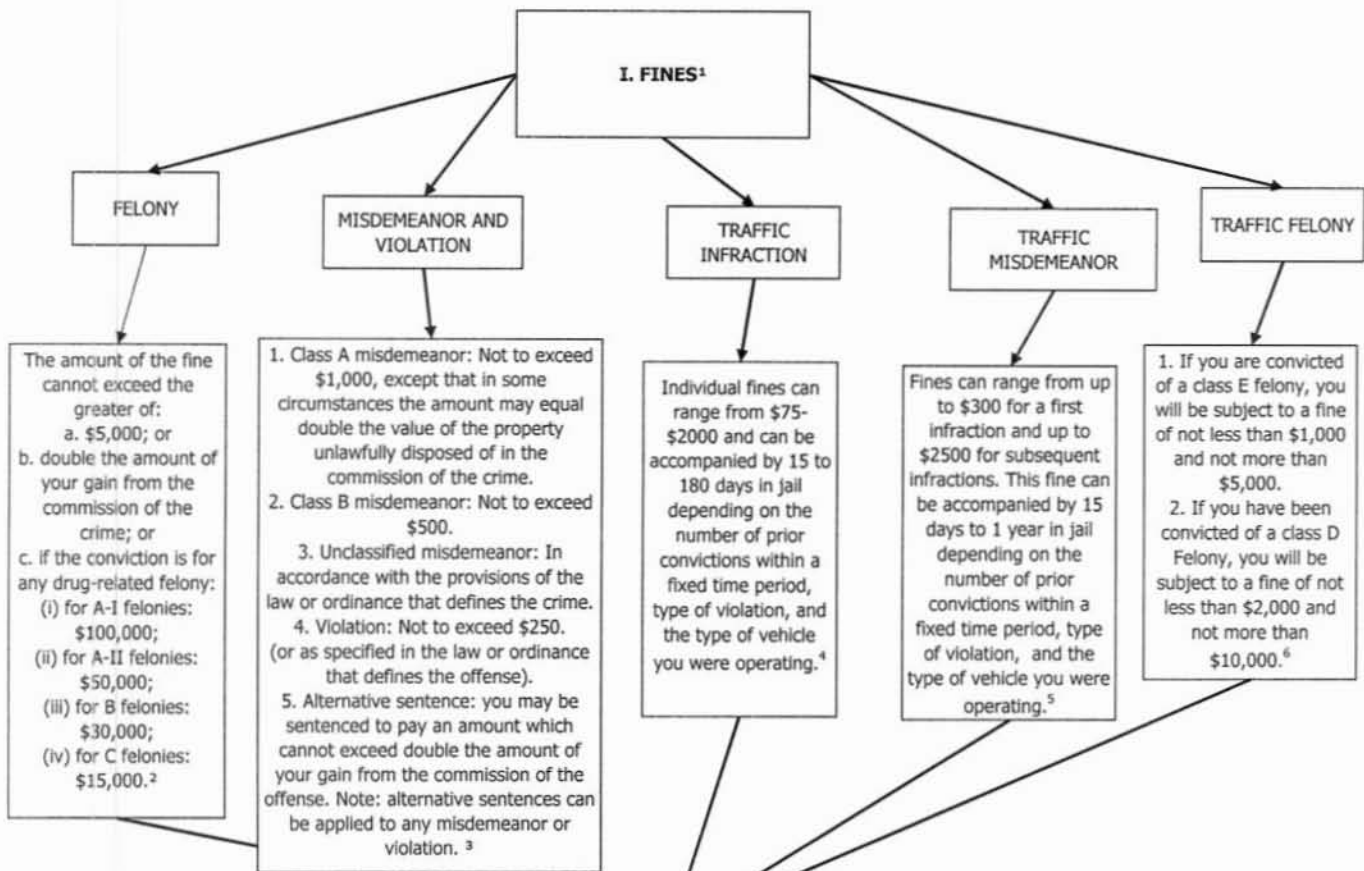 I. FINES¹
FELONY
MISDEMEANOR AND
VIOLATION
TRAFFIC
INFRACTION
TRAFFIC
MISDEMEANOR
TRAFFIC FELONY
The amount of the fine
cannot exceed the
greater of:
a. $5,000; or
b. double the amount of
your gain from the
commission of the
crime; or
c. if the conviction is for
any drug-related felony:
(i) for A-I felonies:
$100,000;
(ii) for A-II felonies:
$50,000;
(iii) for B felonies:
$30,000;
(iv) for C felonies:
$15,000.²
1. Class A misdemeanor: Not to exceed
$1,000, except that in some
circumstances the amount may equal
double the value of the property
unlawfully disposed of in the
commission of the crime.
2. Class B misdemeanor: Not to exceed
$500.
3. Unclassified misdemeanor: In
accordance with the provisions of the
law or ordinance that defines the crime.
4. Violation: Not to exceed $250.
(or as specified in the law or ordinance
that defines the offense).
5. Alternative sentence: you may be
sentenced to pay an amount which
cannot exceed double the amount of
your gain from the commission of the
offense. Note: alternative sentences can
be applied to any misdemeanor or
violation. ³
Individual fines can
range from $75-
$2000 and can be
accompanied by 15 to
180 days in jail
depending on the
number of prior
convictions within a
fixed time period,
type of violation, and
the type of vehicle
you were operating.⁴
Fines can range from up
to $300 for a first
infraction and up to
$2500 for subsequent
infractions. This fine can
be accompanied by 15
days to 1 year in jail
depending on the
number of prior
convictions within a
fixed time period, type
of violation, and the
type of vehicle you were
operating.⁵
1. If you are convicted
of a class E felony, you
will be subject to a fine
of not less than $1,000
and not more than
$5,000.
2. If you have been
convicted of a class D
Felony, you will be
subject to a fine of not
less than $2,000 and
not more than
$10,000.⁶